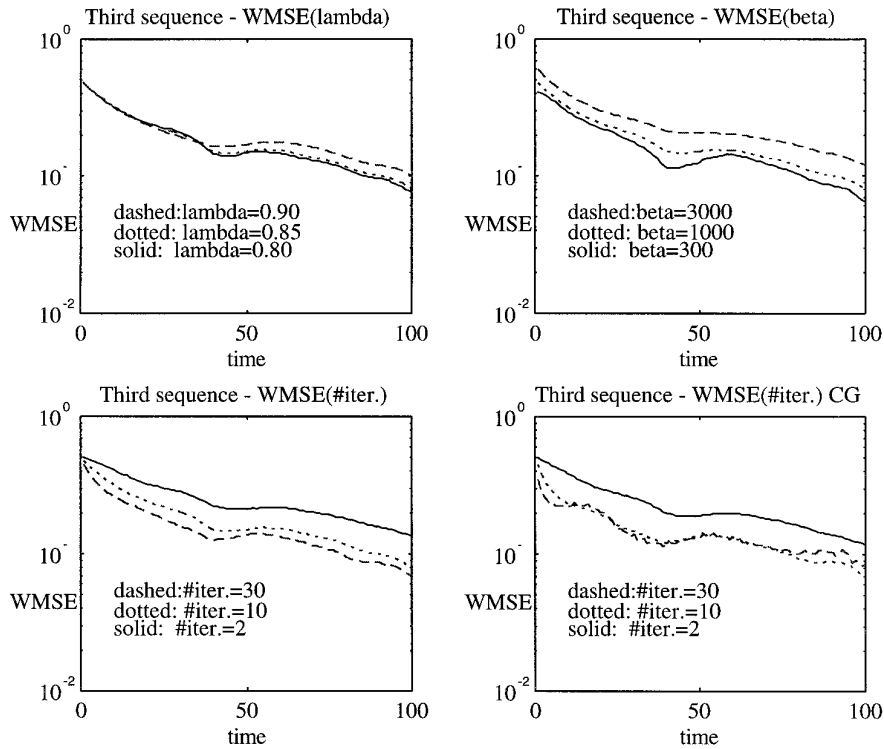 Third sequence - WMSE(lambda)
10^0
10^-1
WMSE
dashed:lambda=0.90
dotted: lambda=0.85
solid: lambda=0.80
10^-2
0 50 100
time
Third sequence - WMSE(beta)
10^0
10^-1
WMSE
dashed:beta=3000
dotted: beta=1000
solid: beta=300
10^-2
0 50 100
time
Third sequence - WMSE(#iter.)
10^0
10^-1
WMSE
dashed:#iter.=30
dotted: #iter.=10
solid: #iter.=2
10^-2
0 50 100
time
Third sequence - WMSE(#iter.) CG
10^0
10^-1
WMSE
dashed:#iter.=30
dotted: #iter.=10
solid: #iter.=2
10^-2
0 50 100
time